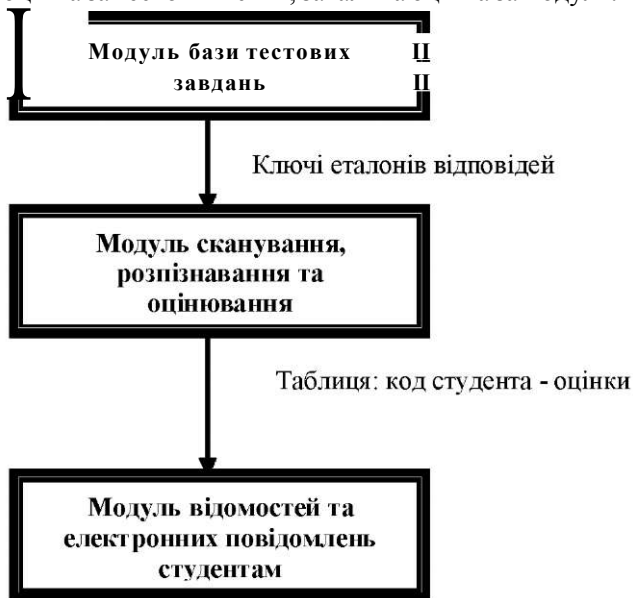 Модуль бази тестових
завдань
Ключі еталонів відповідей
Модуль сканування,
розпізнавання та
оцінювання
Таблиця: код студента - оцінки
Модуль відомостей та
електронних повідомлень
студентам